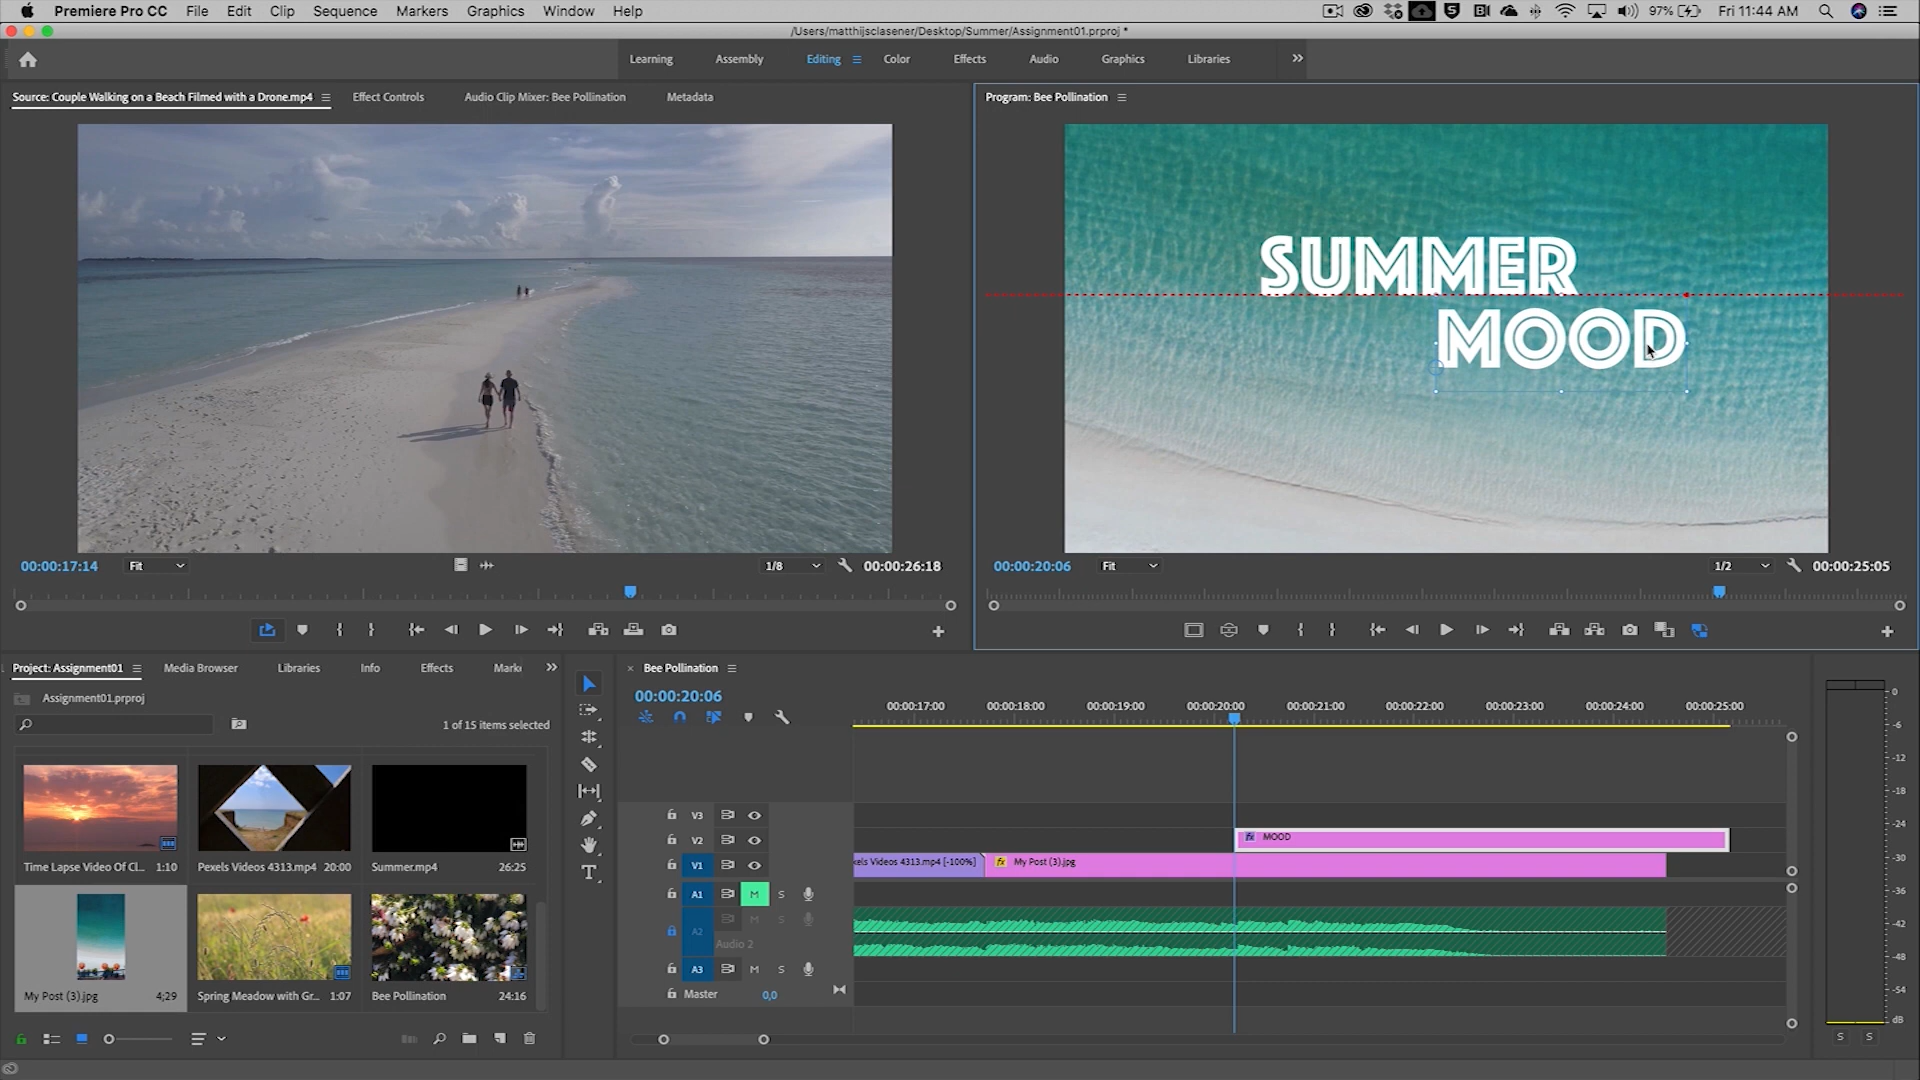 Premiere Pro CC File Edit Clip Sequence Markers Graphics Window Help 97% Fri 11:44 AM
/Users/matthijsclasener/Desktop/Summer/Assignment01.prproj *
Learning Assembly Editing Color Effects Audio Graphics Libraries
Source: Couple Walking on a Beach Filmed with a Drone.mp4 Effect Controls Audio Clip Mixer: Bee Pollination Metadata
Program: Bee Pollination
SUMMER
MOOD
00:00:17:14 Fit 1/8 00:00:26:18
00:00:20:06 Fit 1/2 00:00:25:05
Project: Assignment01 Media Browser Libraries Info Effects Marke
Assignment01.prproj
1 of 15 items selected
Time Lapse Video Of Cl... 1:10
Pexels Videos 4313.mp4 20:00
Summer.mp4 26:25
My Post (3).jpg 4;29
Spring Meadow with Gr... 1:07
Bee Pollination 24:16
Bee Pollination
00:00:20:06
00:00:17:00 00:00:18:00 00:00:19:00 00:00:20:00 00:00:21:00 00:00:22:00 00:00:23:00 00:00:24:00 00:00:25:00
V3
V2 fx MOOD
V1 xels Videos 4313.mp4 [-100%] fx My Post (3).jpg
A1 M S
A2 M S
Audio 2
A3 M S
Master 0,0
0
-6
-12
-18
-24
-30
-36
-42
-48
-54
dB
S S